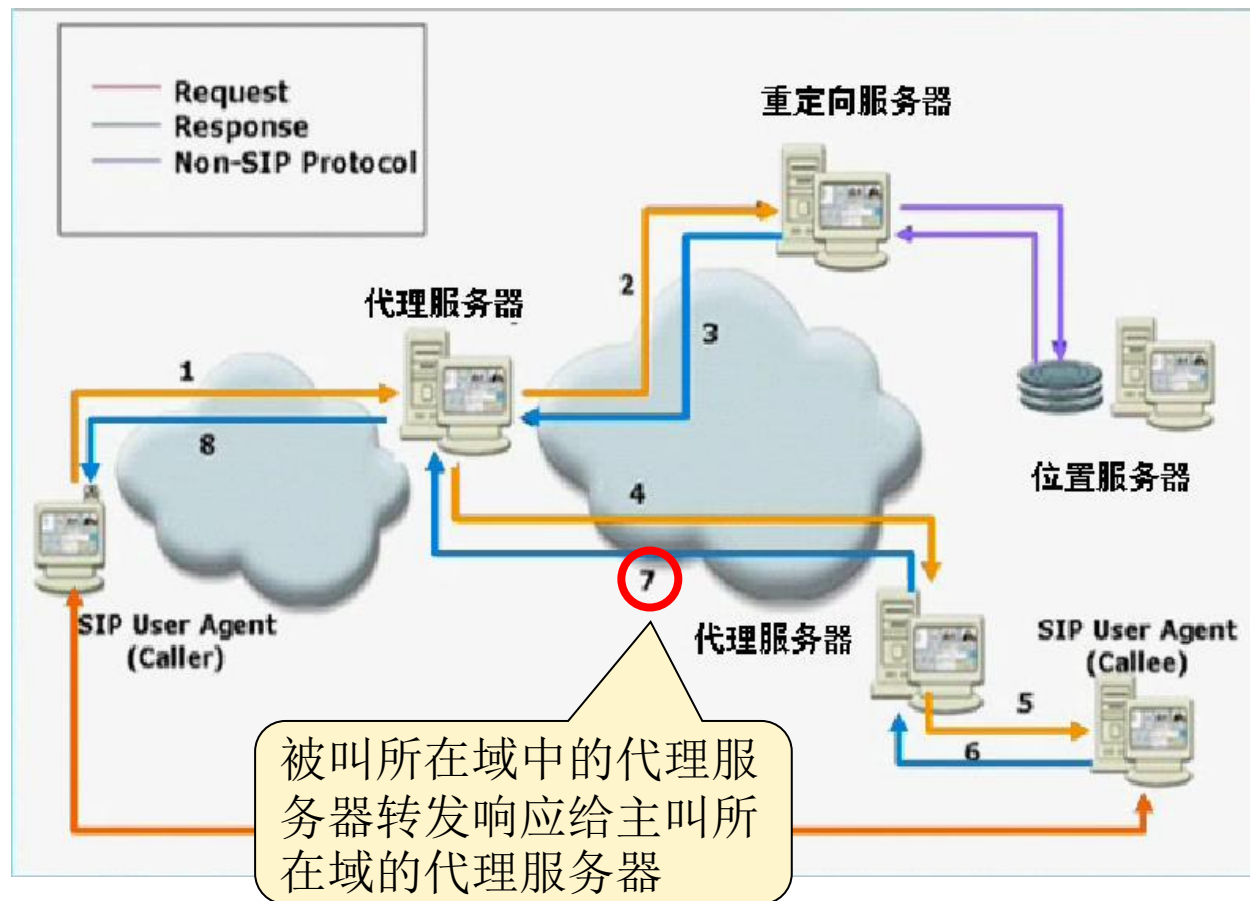 Request
Response
Non-SIP Protocol
重定向服务器
代理服务器
2
3
1
8
位置服务器
4
7
SIP User Agent
(Caller)
代理服务器
SIP User Agent
(Callee)
5
6
被叫所在域中的代理服
务器转发响应给主叫所
在域的代理服务器